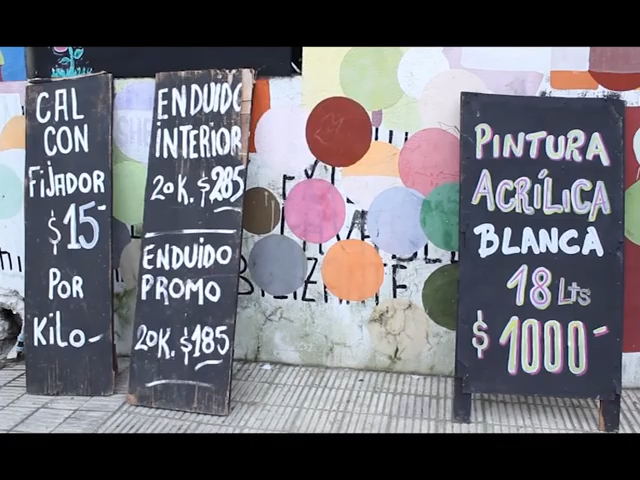 CAL
CON
FIJADOR
$15-
POR
KILO-
ENDUIDO
INTERIOR
20K. $285
ENDUIDO
PROMO
20K. $185
PINTURA
ACRÍLICA
BLANCA
18 Lts
$1000-